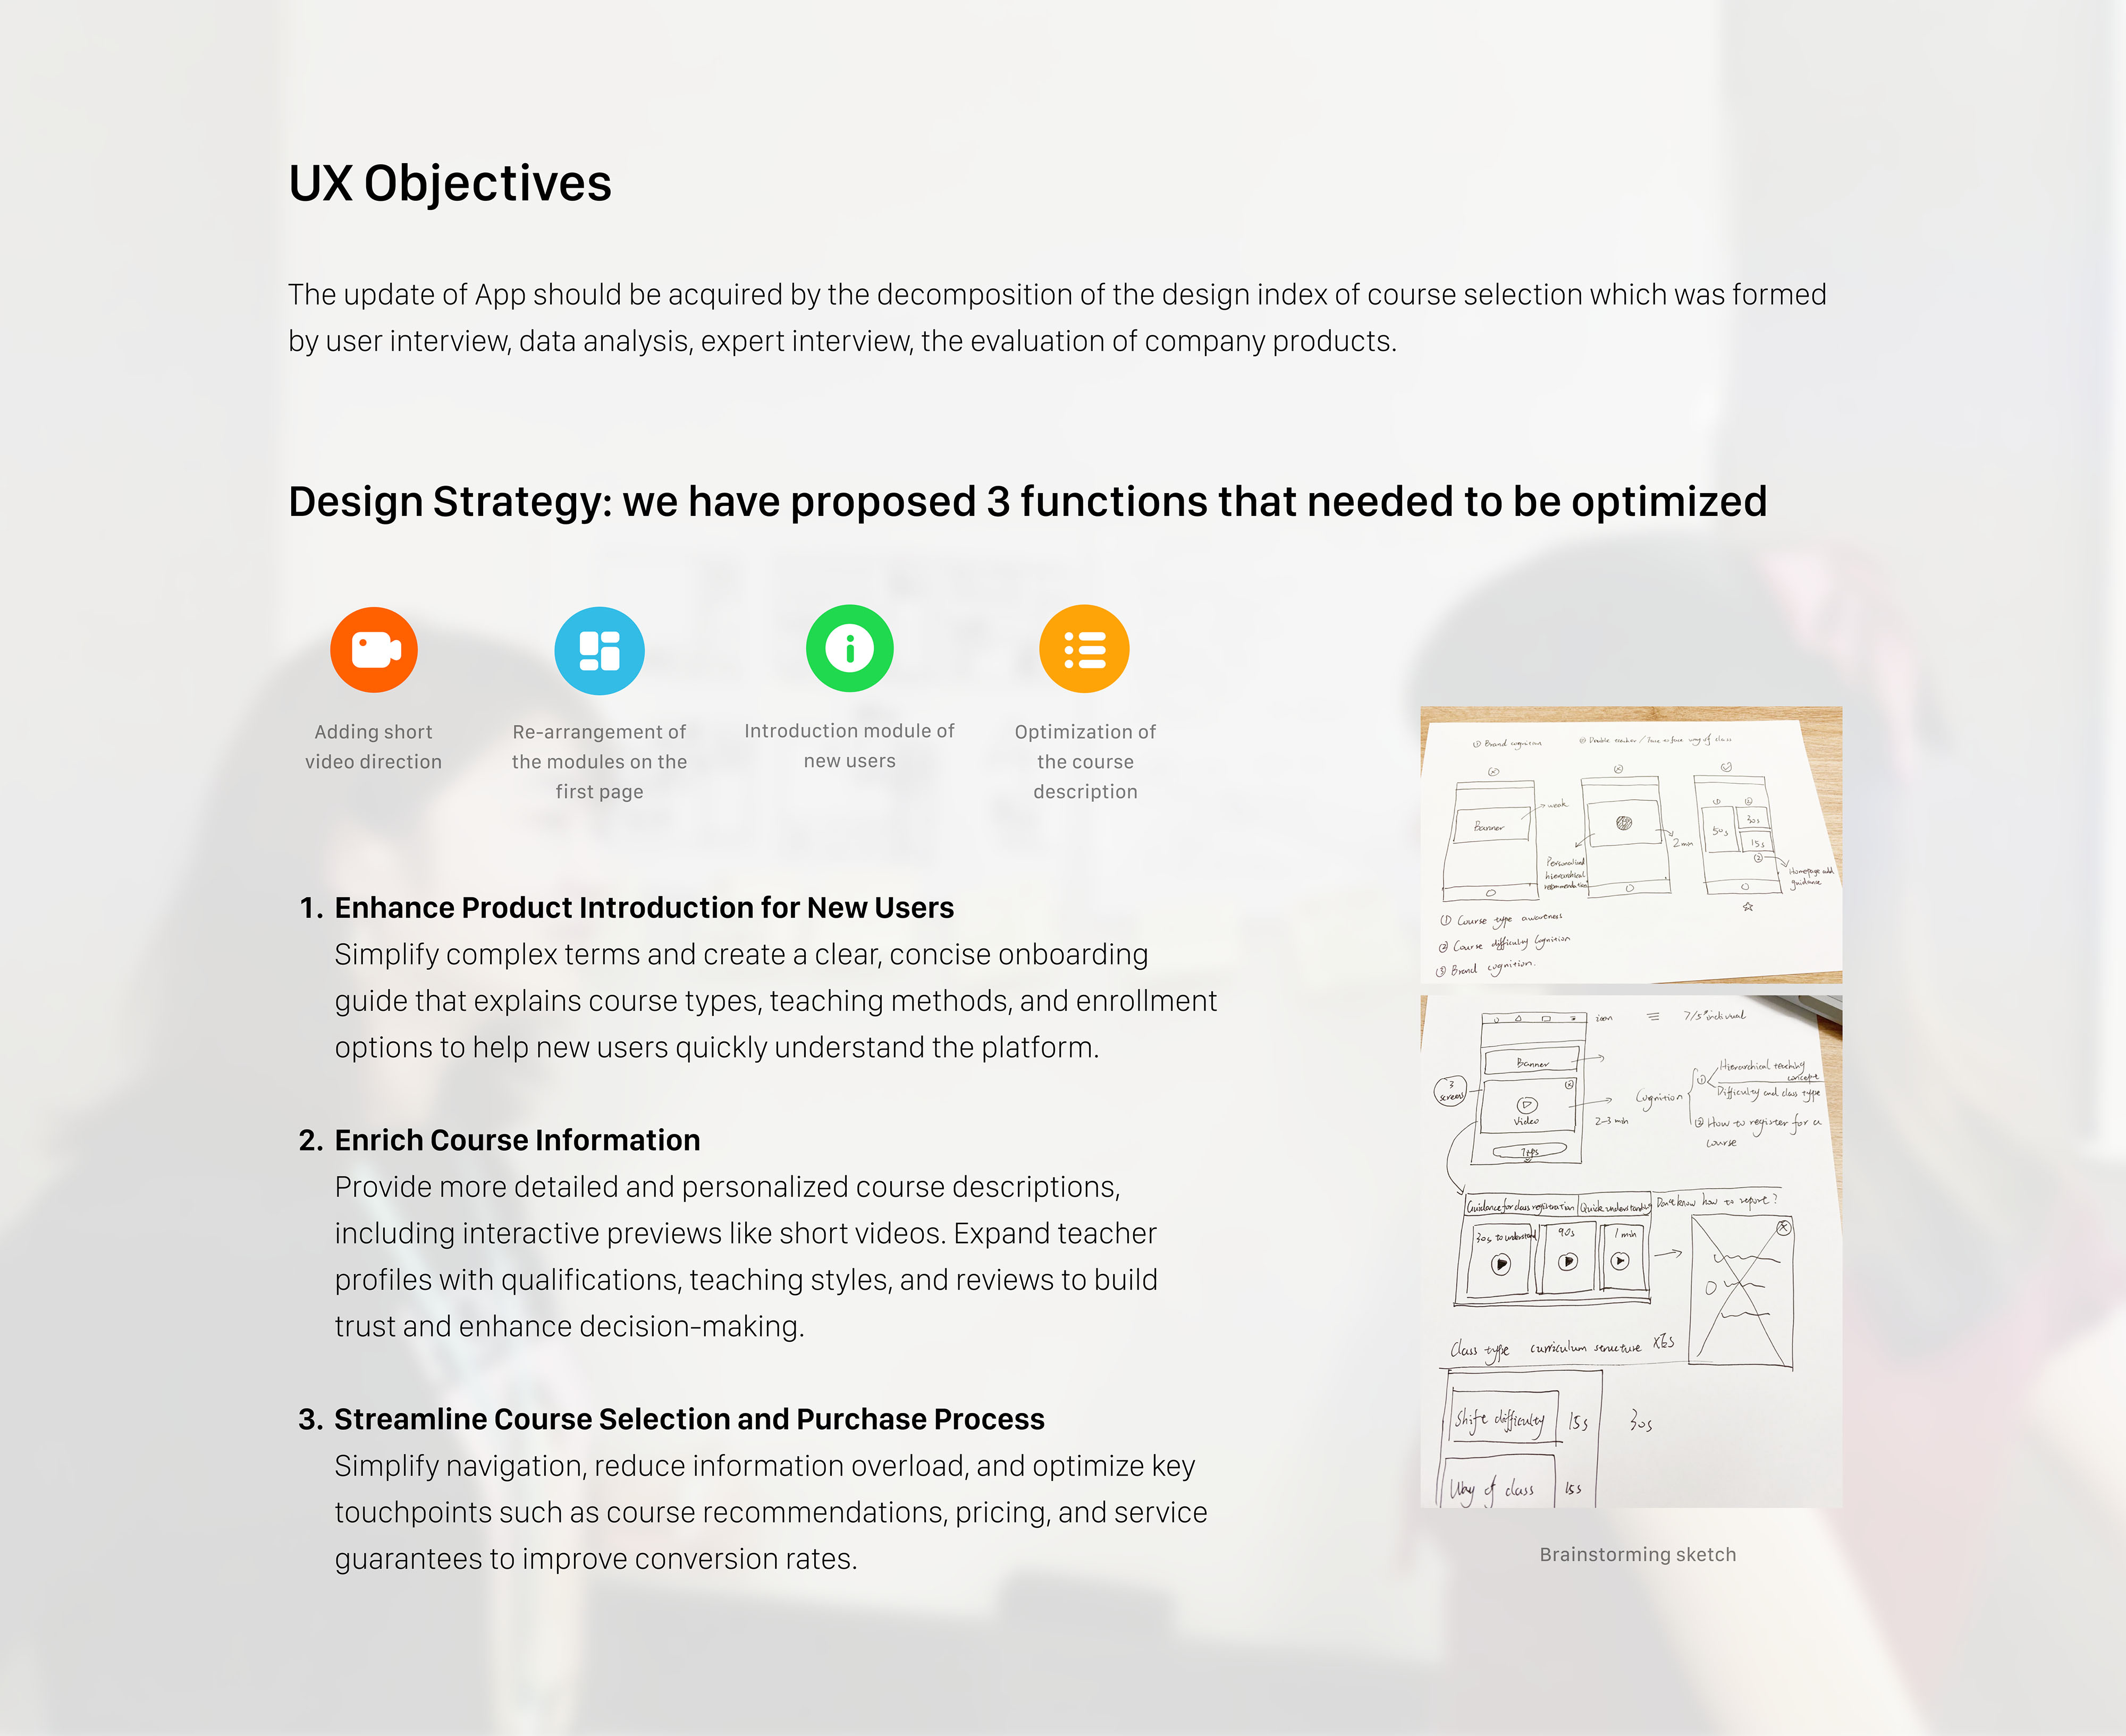 UX Objectives
The update of App should be acquired by the decomposition of the design index of course selection which was formed
by user interview, data analysis, expert interview, the evaluation of company products.
Design Strategy: we have proposed 3 functions that needed to be optimized
Adding short
video direction
Re-arrangement of
the modules on the
first page
Introduction module of
new users
Optimization of
the course
description
1. Enhance Product Introduction for New Users
Simplify complex terms and create a clear, concise onboarding
guide that explains course types, teaching methods, and enrollment
options to help new users quickly understand the platform.
2. Enrich Course Information
Provide more detailed and personalized course descriptions,
including interactive previews like short videos. Expand teacher
profiles with qualifications, teaching styles, and reviews to build
trust and enhance decision-making.
3. Streamline Course Selection and Purchase Process
Simplify navigation, reduce information overload, and optimize key
touchpoints such as course recommendations, pricing, and service
guarantees to improve conversion rates.
① Brand cognition
② Double teacher / face to face way of class
Banner
weak
Personalized
hierarchical
recommendation
2 min
① ②
50s
30s
15s
②
Homepage add
guidance
① Course type awareness
② Course difficulty Cognition
③ Brand cognition.
icon
Banner
3
screen
Video
2-3 min
Tips
Cognition
① Hierarchical teaching
concept
Difficulty and class type
② How to register for a
course
Guidance for class registration
Quick understanding
Don't know how to report?
30s to understand
90s
1 min
Class type curriculum structure
Shift difficulty
15s
30s
Way of class
15s
Brainstorming sketch